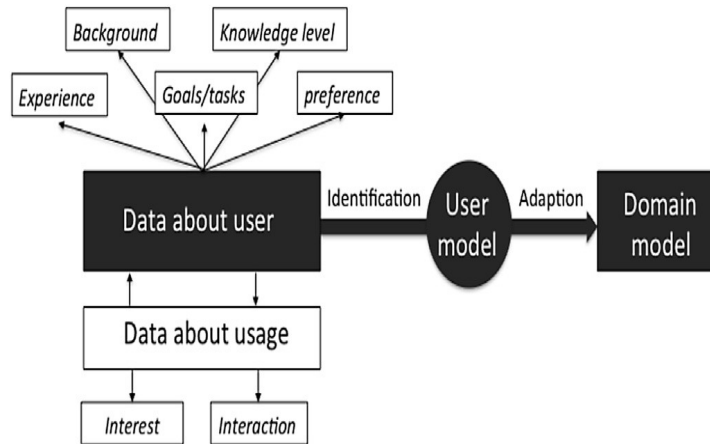 Background
Knowledge level
Experience
Goals/tasks
preference
Data about user
Identification
User
model
Adaption
Domain
model
Data about usage
Interest
Interaction